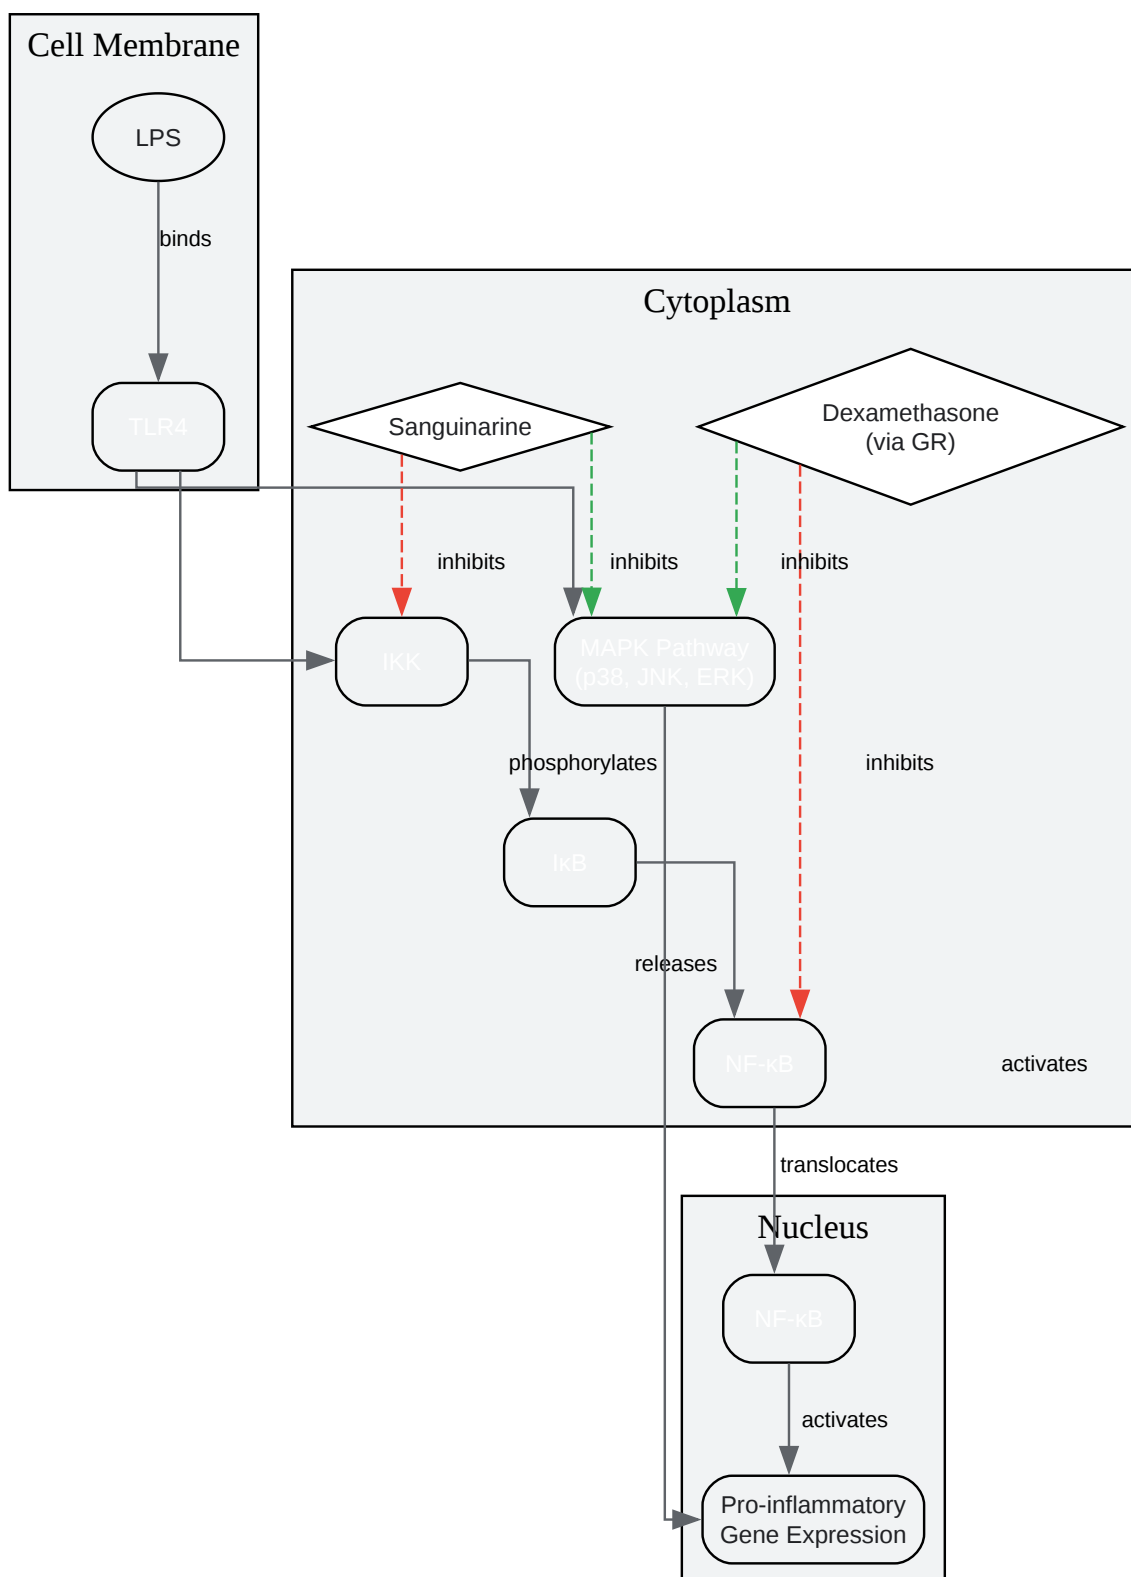 Cell Membrane
LPS
binds
TLR4
Cytoplasm
Sanguinarine
Dexamethasone
(via GR)
inhibits
inhibits
inhibits
IKK
MAPK Pathway
(p38, JNK, ERK)
phosphorylates
inhibits
IκB
releases
NF-κB
activates
translocates
Nucleus
NF-κB
activates
Pro-inflammatory
Gene Expression